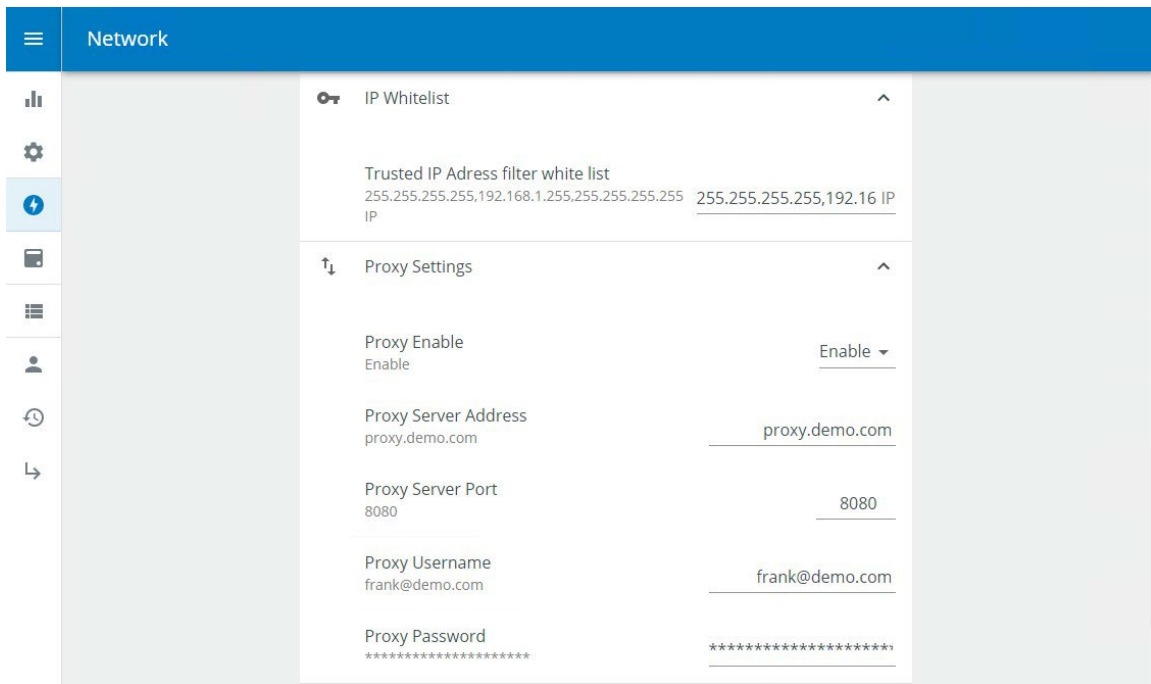 Network
IP Whitelist
Trusted IP Adress filter white list
255.255.255.255,192.168.1.255,255.255.255.255
IP
255.255.255.255,192.16 IP
Proxy Settings
Proxy Enable
Enable
Enable
Proxy Server Address
proxy.demo.com
proxy.demo.com
Proxy Server Port
8080
8080
Proxy Username
frank@demo.com
frank@demo.com
Proxy Password
*********************
*********************